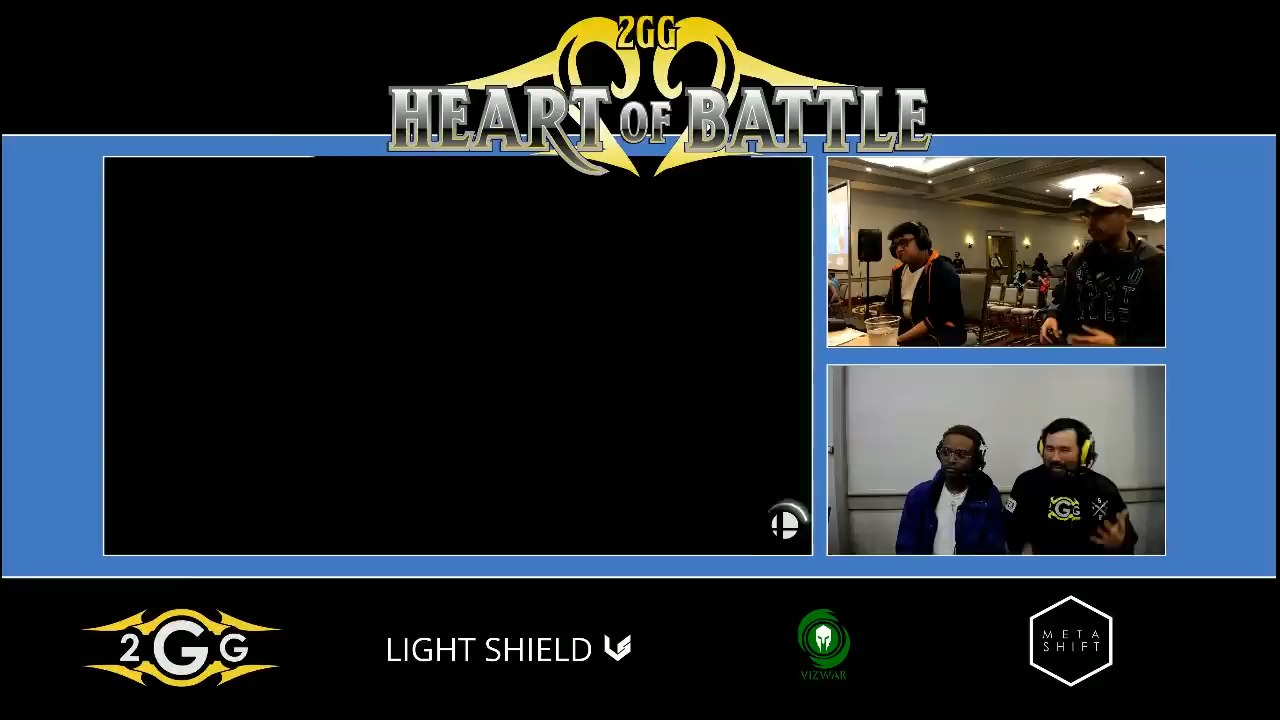 2GG
HEART OF BATTLE
2GG
LIGHT SHIELD
VIZWAR
META
SHIFT